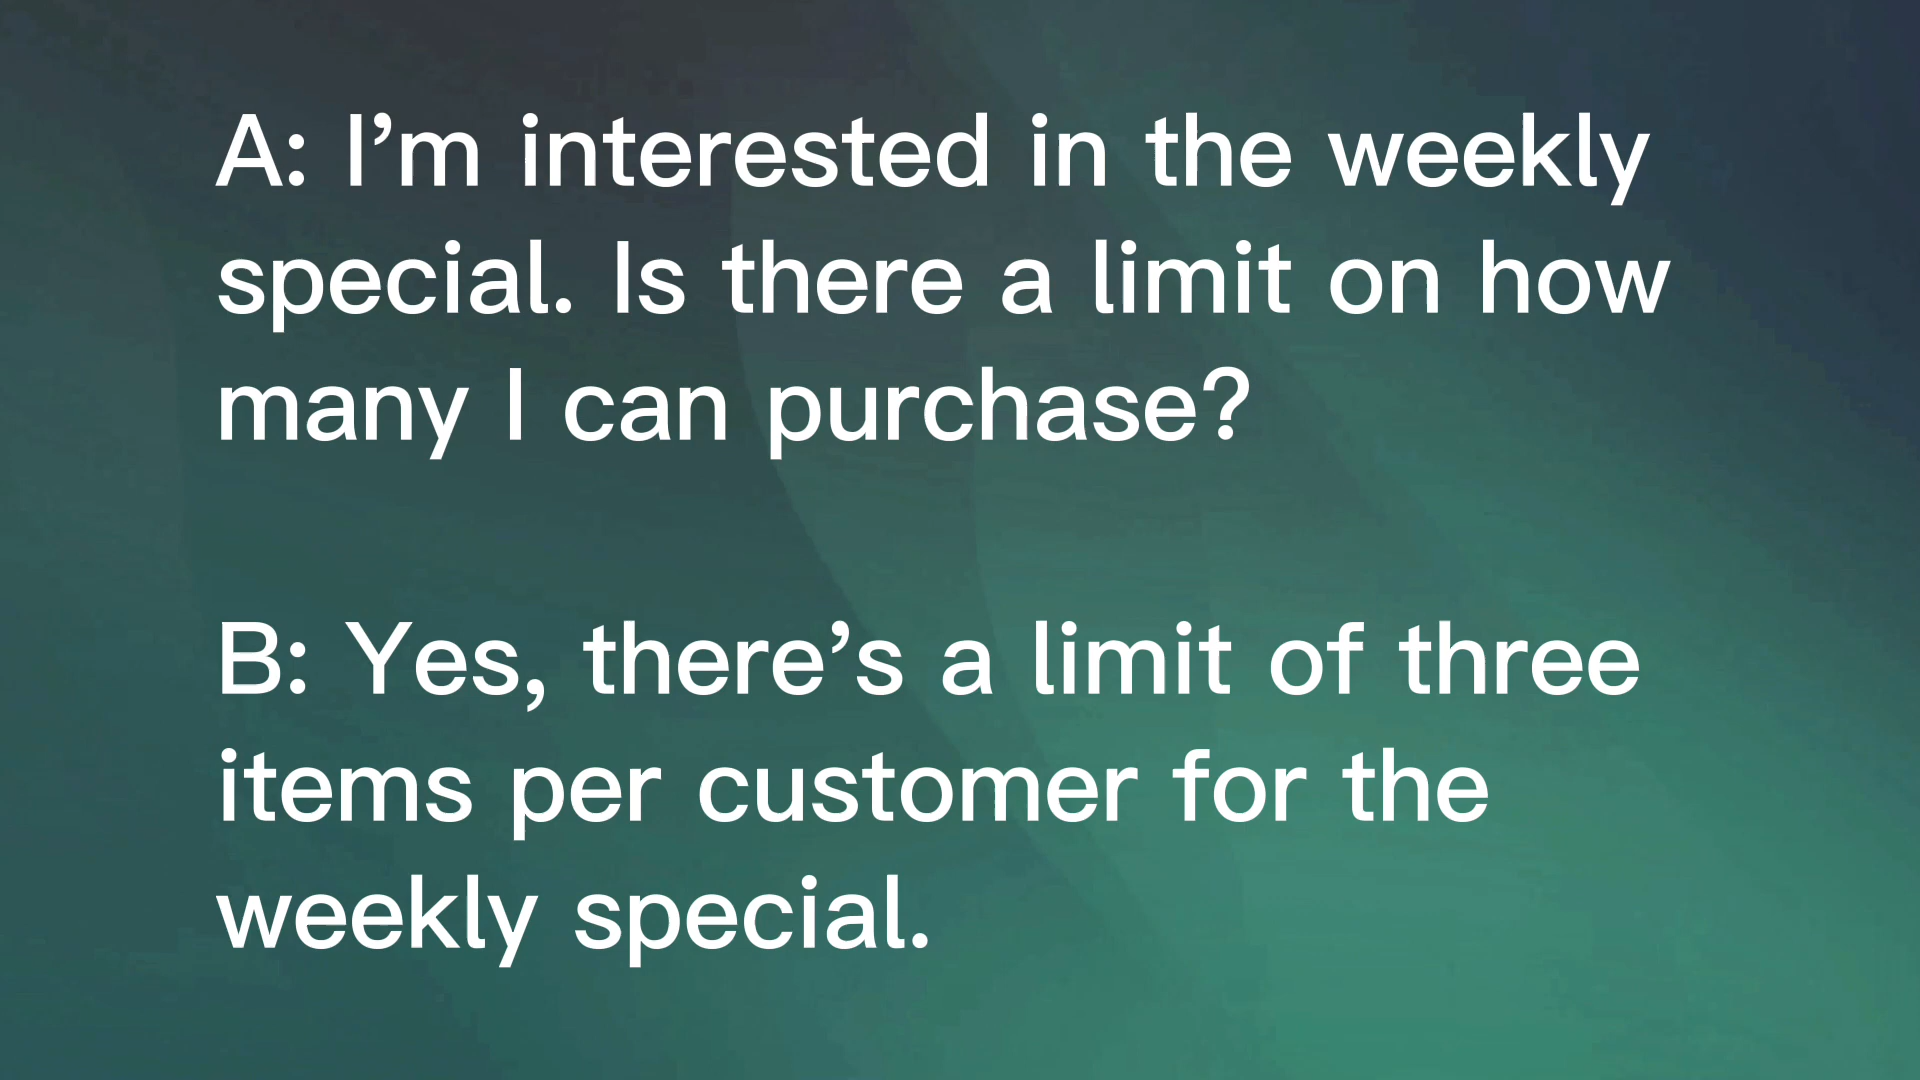 A: I’m interested in the weekly
special. Is there a limit on how
many I can purchase?
B: Yes, there’s a limit of three
items per customer for the
weekly special.